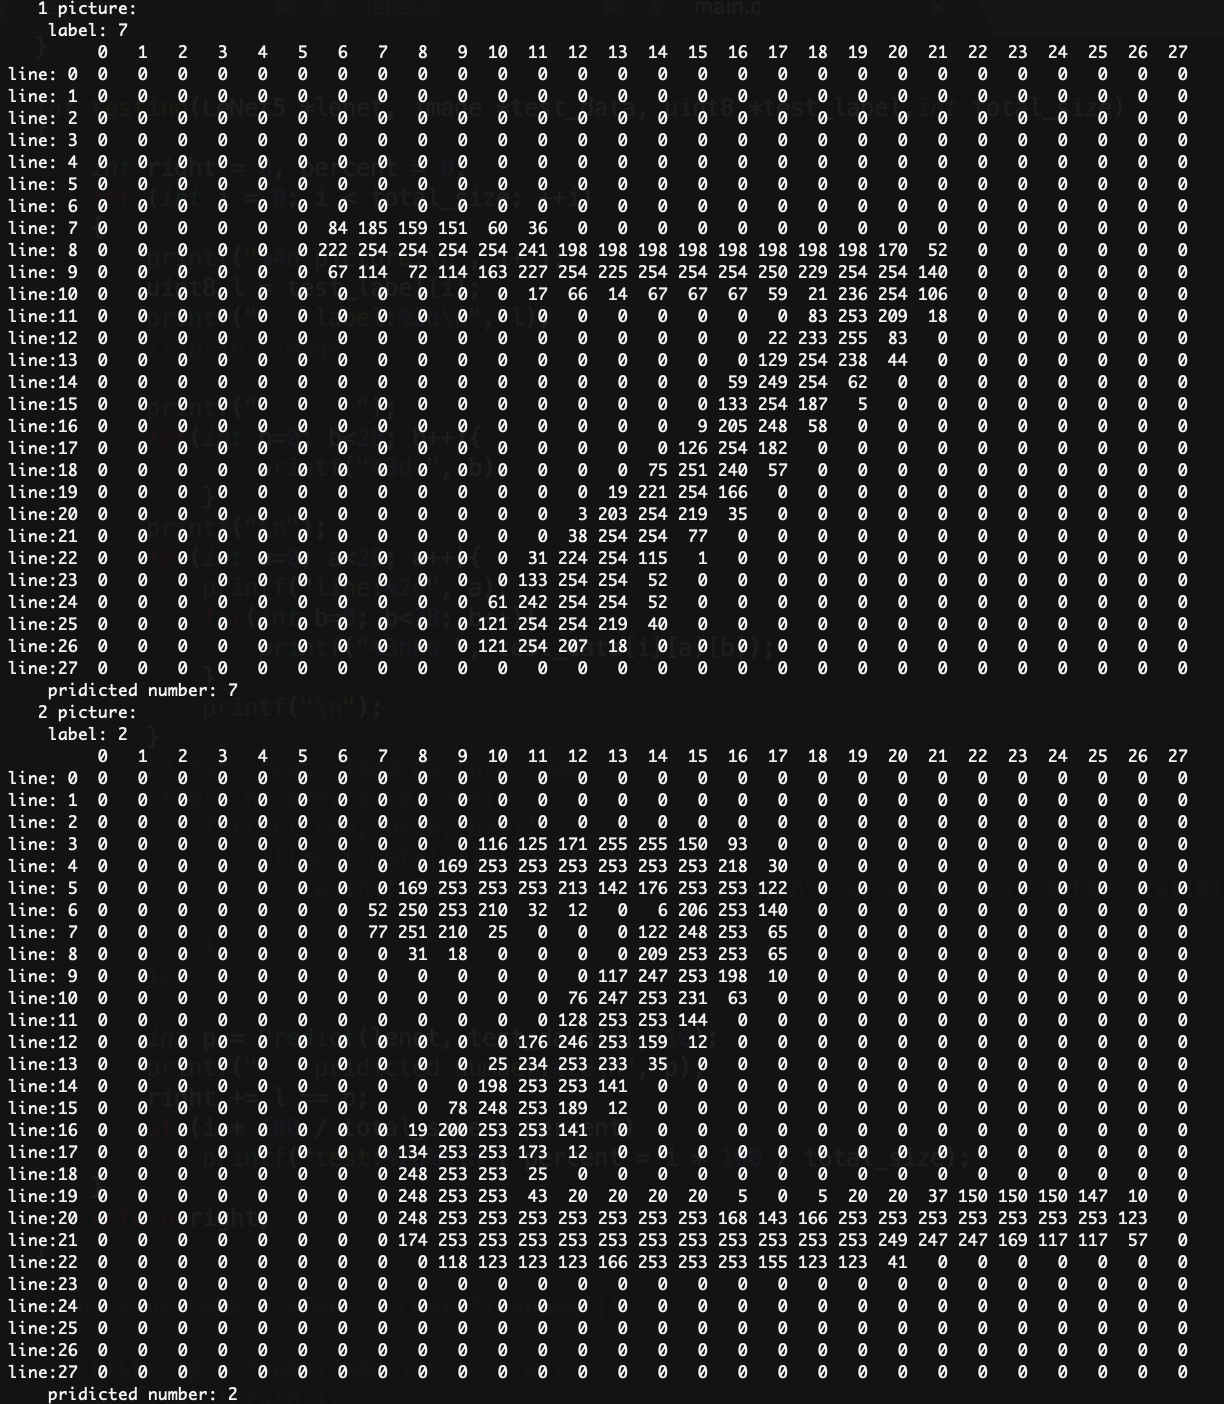 1 picture:
label: 7
0 1 2 3 4 5 6 7 8 9 10 11 12 13 14 15 16 17 18 19 20 21 22 23 24 25 26 27
line: 0 0 0 0 0 0 0 0 0 0 0 0 0 0 0 0 0 0 0 0 0 0 0 0 0 0 0 0 0
line: 1 0 0 0 0 0 0 0 0 0 0 0 0 0 0 0 0 0 0 0 0 0 0 0 0 0 0 0 0
line: 2 0 0 0 0 0 0 0 0 0 0 0 0 0 0 0 0 0 0 0 0 0 0 0 0 0 0 0 0
line: 3 0 0 0 0 0 0 0 0 0 0 0 0 0 0 0 0 0 0 0 0 0 0 0 0 0 0 0 0
line: 4 0 0 0 0 0 0 0 0 0 0 0 0 0 0 0 0 0 0 0 0 0 0 0 0 0 0 0 0
line: 5 0 0 0 0 0 0 0 0 0 0 0 0 0 0 0 0 0 0 0 0 0 0 0 0 0 0 0 0
line: 6 0 0 0 0 0 0 0 0 0 0 0 0 0 0 0 0 0 0 0 0 0 0 0 0 0 0 0 0
line: 7 0 0 0 0 0 0 84 185 159 151 60 36 0 0 0 0 0 0 0 0 0 0 0 0 0 0 0 0
line: 8 0 0 0 0 0 0 222 254 254 254 254 241 198 198 198 198 198 198 198 198 170 52 0 0 0 0 0 0
line: 9 0 0 0 0 0 0 67 114 72 114 163 227 254 225 254 254 254 250 229 254 254 140 0 0 0 0 0 0
line:10 0 0 0 0 0 0 0 0 0 0 0 17 66 14 67 67 67 59 21 236 254 106 0 0 0 0 0 0
line:11 0 0 0 0 0 0 0 0 0 0 0 0 0 0 0 0 0 0 83 253 209 18 0 0 0 0 0 0
line:12 0 0 0 0 0 0 0 0 0 0 0 0 0 0 0 0 0 22 233 255 83 0 0 0 0 0 0 0
line:13 0 0 0 0 0 0 0 0 0 0 0 0 0 0 0 0 0 129 254 238 44 0 0 0 0 0 0 0
line:14 0 0 0 0 0 0 0 0 0 0 0 0 0 0 0 0 59 249 254 62 0 0 0 0 0 0 0 0
line:15 0 0 0 0 0 0 0 0 0 0 0 0 0 0 0 0 133 254 187 5 0 0 0 0 0 0 0 0
line:16 0 0 0 0 0 0 0 0 0 0 0 0 0 0 0 9 205 248 58 0 0 0 0 0 0 0 0 0
line:17 0 0 0 0 0 0 0 0 0 0 0 0 0 0 0 126 254 182 0 0 0 0 0 0 0 0 0 0
line:18 0 0 0 0 0 0 0 0 0 0 0 0 0 0 75 251 240 57 0 0 0 0 0 0 0 0 0 0
line:19 0 0 0 0 0 0 0 0 0 0 0 0 0 19 221 254 166 0 0 0 0 0 0 0 0 0 0 0
line:20 0 0 0 0 0 0 0 0 0 0 0 0 3 203 254 219 35 0 0 0 0 0 0 0 0 0 0 0
line:21 0 0 0 0 0 0 0 0 0 0 0 0 38 254 254 77 0 0 0 0 0 0 0 0 0 0 0 0
line:22 0 0 0 0 0 0 0 0 0 0 0 31 224 254 115 1 0 0 0 0 0 0 0 0 0 0 0 0
line:23 0 0 0 0 0 0 0 0 0 0 0 133 254 254 52 0 0 0 0 0 0 0 0 0 0 0 0 0
line:24 0 0 0 0 0 0 0 0 0 0 61 242 254 254 52 0 0 0 0 0 0 0 0 0 0 0 0 0
line:25 0 0 0 0 0 0 0 0 0 0 121 254 254 219 40 0 0 0 0 0 0 0 0 0 0 0 0 0
line:26 0 0 0 0 0 0 0 0 0 0 121 254 207 18 0 0 0 0 0 0 0 0 0 0 0 0 0 0
line:27 0 0 0 0 0 0 0 0 0 0 0 0 0 0 0 0 0 0 0 0 0 0 0 0 0 0 0 0
pridicted number: 7
2 picture:
label: 2
0 1 2 3 4 5 6 7 8 9 10 11 12 13 14 15 16 17 18 19 20 21 22 23 24 25 26 27
line: 0 0 0 0 0 0 0 0 0 0 0 0 0 0 0 0 0 0 0 0 0 0 0 0 0 0 0 0 0
line: 1 0 0 0 0 0 0 0 0 0 0 0 0 0 0 0 0 0 0 0 0 0 0 0 0 0 0 0 0
line: 2 0 0 0 0 0 0 0 0 0 0 0 0 0 0 0 0 0 0 0 0 0 0 0 0 0 0 0 0
line: 3 0 0 0 0 0 0 0 0 0 0 116 125 171 255 255 150 93 0 0 0 0 0 0 0 0 0 0 0
line: 4 0 0 0 0 0 0 0 0 0 169 253 253 253 253 253 253 218 30 0 0 0 0 0 0 0 0 0 0
line: 5 0 0 0 0 0 0 0 0 169 253 253 253 213 142 176 253 253 122 0 0 0 0 0 0 0 0 0 0
line: 6 0 0 0 0 0 0 0 52 250 253 210 32 12 0 6 206 253 140 0 0 0 0 0 0 0 0 0 0
line: 7 0 0 0 0 0 0 0 77 251 210 25 0 0 0 122 248 253 65 0 0 0 0 0 0 0 0 0 0
line: 8 0 0 0 0 0 0 0 0 31 18 0 0 0 0 209 253 253 65 0 0 0 0 0 0 0 0 0 0
line: 9 0 0 0 0 0 0 0 0 0 0 0 0 0 117 247 253 198 10 0 0 0 0 0 0 0 0 0 0
line:10 0 0 0 0 0 0 0 0 0 0 0 0 76 247 253 231 63 0 0 0 0 0 0 0 0 0 0 0
line:11 0 0 0 0 0 0 0 0 0 0 0 0 128 253 253 144 0 0 0 0 0 0 0 0 0 0 0 0
line:12 0 0 0 0 0 0 0 0 0 0 0 176 246 253 159 12 0 0 0 0 0 0 0 0 0 0 0 0
line:13 0 0 0 0 0 0 0 0 0 0 25 234 253 233 35 0 0 0 0 0 0 0 0 0 0 0 0 0
line:14 0 0 0 0 0 0 0 0 0 0 198 253 253 141 0 0 0 0 0 0 0 0 0 0 0 0 0 0
line:15 0 0 0 0 0 0 0 0 0 78 248 253 189 12 0 0 0 0 0 0 0 0 0 0 0 0 0 0
line:16 0 0 0 0 0 0 0 0 19 200 253 253 141 0 0 0 0 0 0 0 0 0 0 0 0 0 0 0
line:17 0 0 0 0 0 0 0 0 134 253 253 173 12 0 0 0 0 0 0 0 0 0 0 0 0 0 0 0
line:18 0 0 0 0 0 0 0 0 248 253 253 25 0 0 0 0 0 0 0 0 0 0 0 0 0 0 0 0
line:19 0 0 0 0 0 0 0 0 248 253 253 43 20 20 20 20 5 0 5 20 20 37 150 150 150 147 10 0
line:20 0 0 0 0 0 0 0 0 248 253 253 253 253 253 253 253 168 143 166 253 253 253 253 253 253 253 123 0
line:21 0 0 0 0 0 0 0 0 174 253 253 253 253 253 253 253 253 253 253 253 249 247 247 169 117 117 57 0
line:22 0 0 0 0 0 0 0 0 0 118 123 123 123 166 253 253 253 155 123 123 41 0 0 0 0 0 0 0
line:23 0 0 0 0 0 0 0 0 0 0 0 0 0 0 0 0 0 0 0 0 0 0 0 0 0 0 0 0
line:24 0 0 0 0 0 0 0 0 0 0 0 0 0 0 0 0 0 0 0 0 0 0 0 0 0 0 0 0
line:25 0 0 0 0 0 0 0 0 0 0 0 0 0 0 0 0 0 0 0 0 0 0 0 0 0 0 0 0
line:26 0 0 0 0 0 0 0 0 0 0 0 0 0 0 0 0 0 0 0 0 0 0 0 0 0 0 0 0
line:27 0 0 0 0 0 0 0 0 0 0 0 0 0 0 0 0 0 0 0 0 0 0 0 0 0 0 0 0
pridicted number: 2